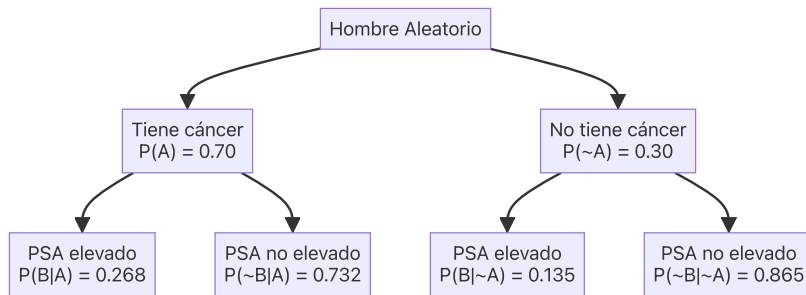 Hombre Aleatorio
Tiene cáncer
P(A) = 0.70
No tiene cáncer
P(~A) = 0.30
PSA elevado
P(B|A) = 0.268
PSA no elevado
P(~B|A) = 0.732
PSA elevado
P(B|~A) = 0.135
PSA no elevado
P(~B|~A) = 0.865